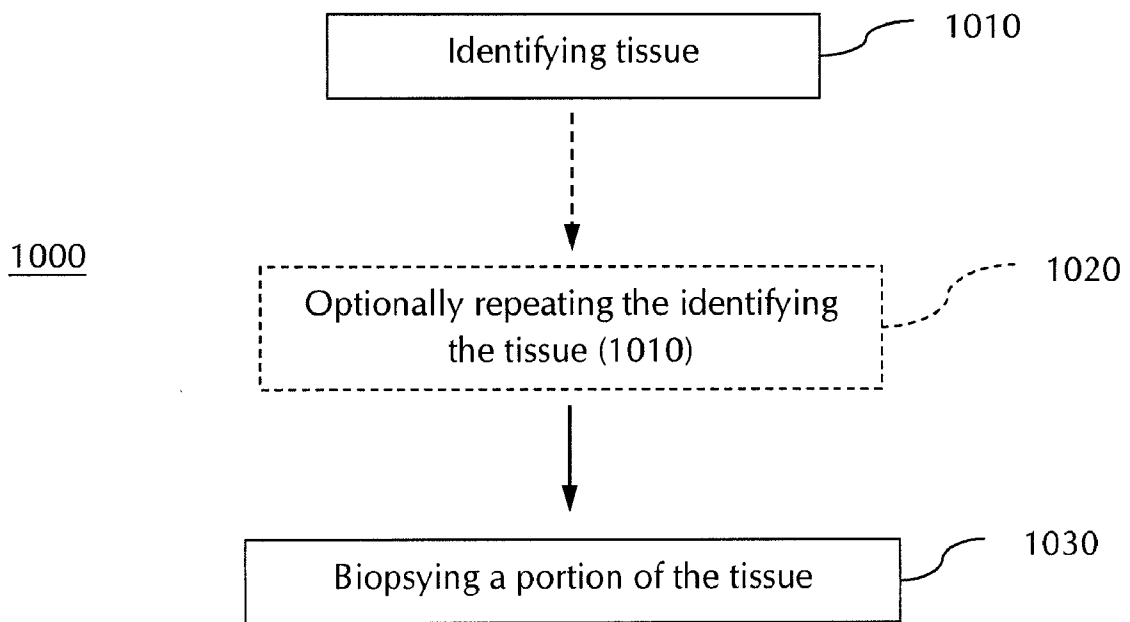 1010
Identifying tissue
1000
1020
Optionally repeating the identifying
the tissue (1010)
1030
Biopsying a portion of the tissue